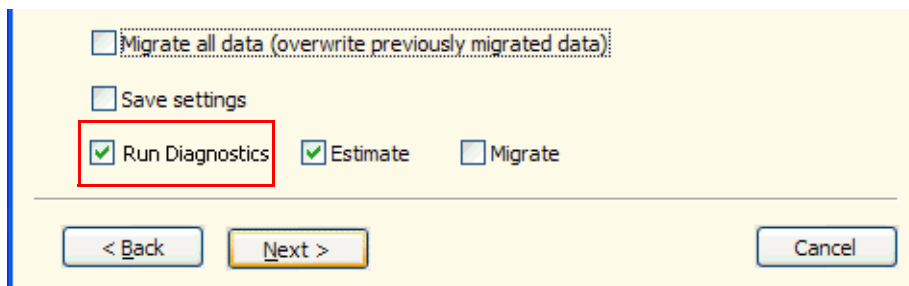 Migrate all data (overwrite previously migrated data)
Save settings
Run Diagnostics Estimate Migrate
< Back Next > Cancel